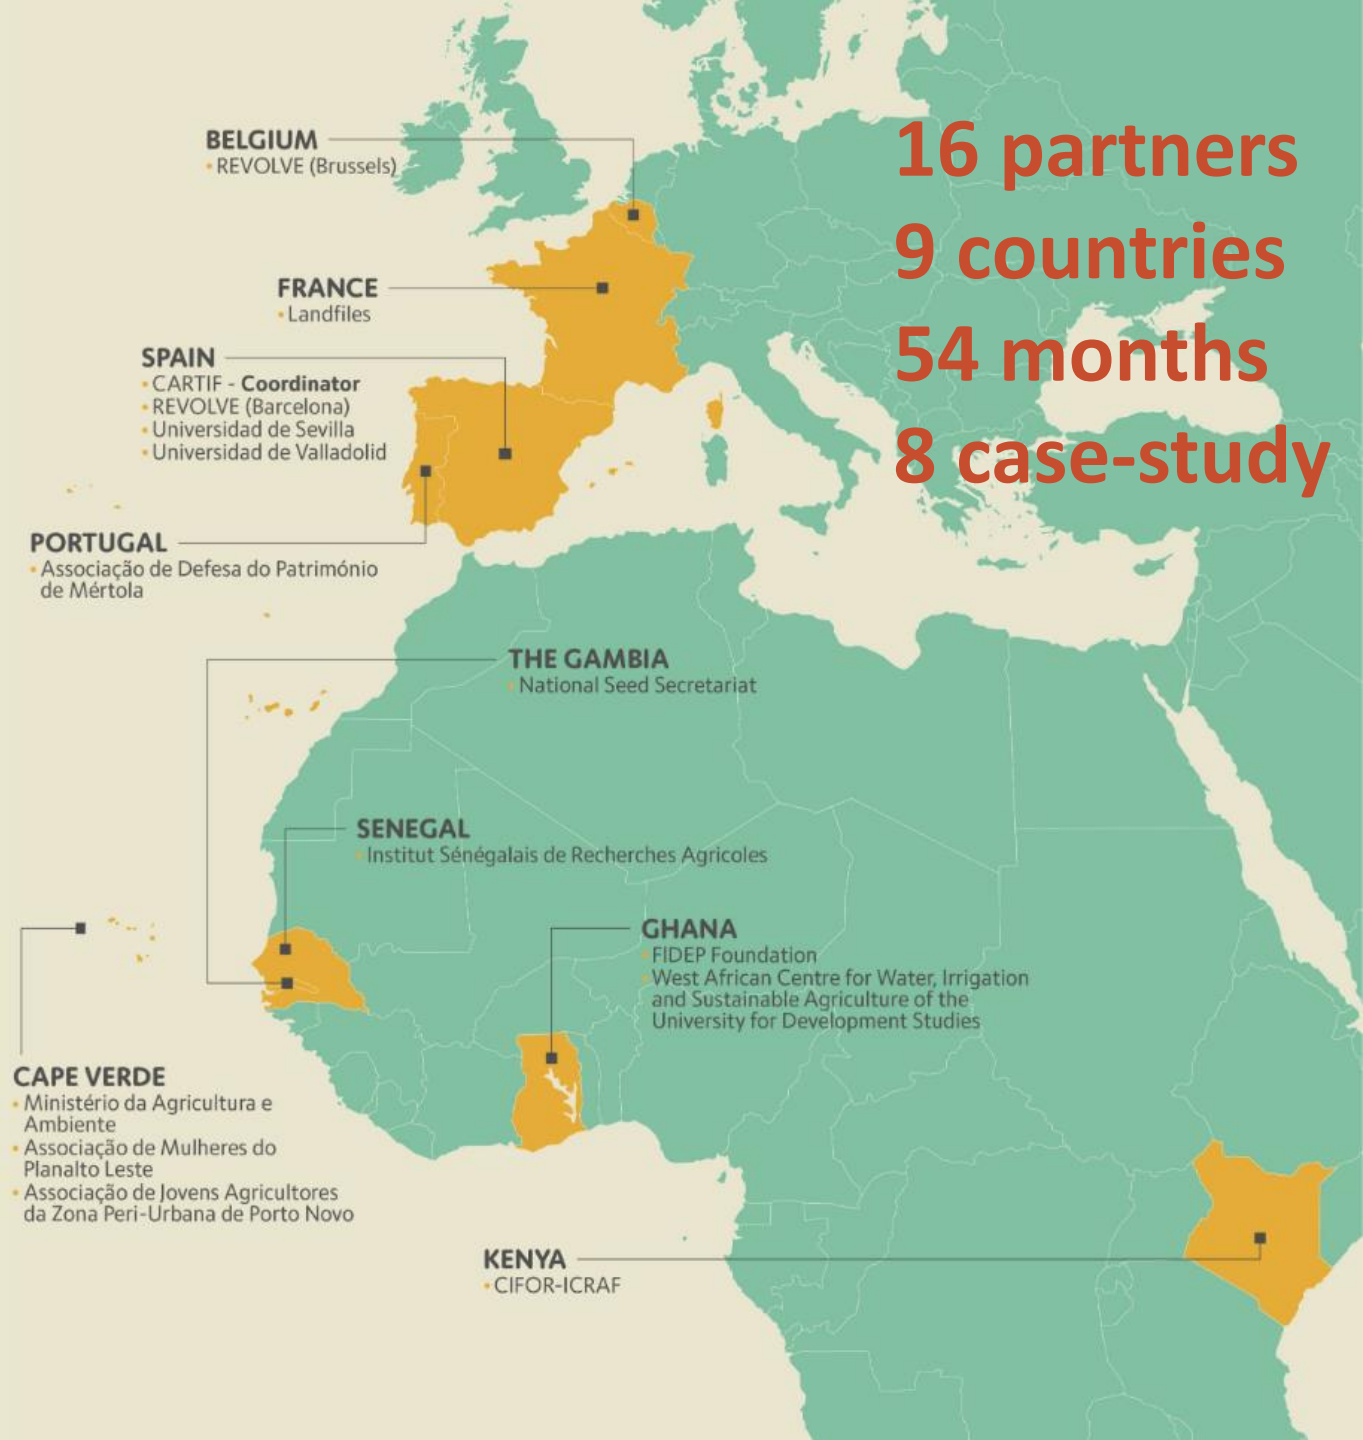 16 partners
9 countries
54 months
8 case-study
BELGIUM
• REVOLVE (Brussels)
FRANCE
• Landfiles
SPAIN
• CARTIF - Coordinator
• REVOLVE (Barcelona)
• Universidad de Sevilla
• Universidad de Valladolid
PORTUGAL
• Associação de Defesa do Património
de Mértola
THE GAMBIA
• National Seed Secretariat
SENEGAL
• Institut Sénégalais de Recherches Agricoles
GHANA
• FIDEP Foundation
• West African Centre for Water, Irrigation
and Sustainable Agriculture of the
University for Development Studies
CAPE VERDE
• Ministério da Agricultura e
Ambiente
• Associação de Mulheres do
Planalto Leste
• Associação de Jovens Agricultores
da Zona Peri-Urbana de Porto Novo
KENYA
• CIFOR-ICRAF